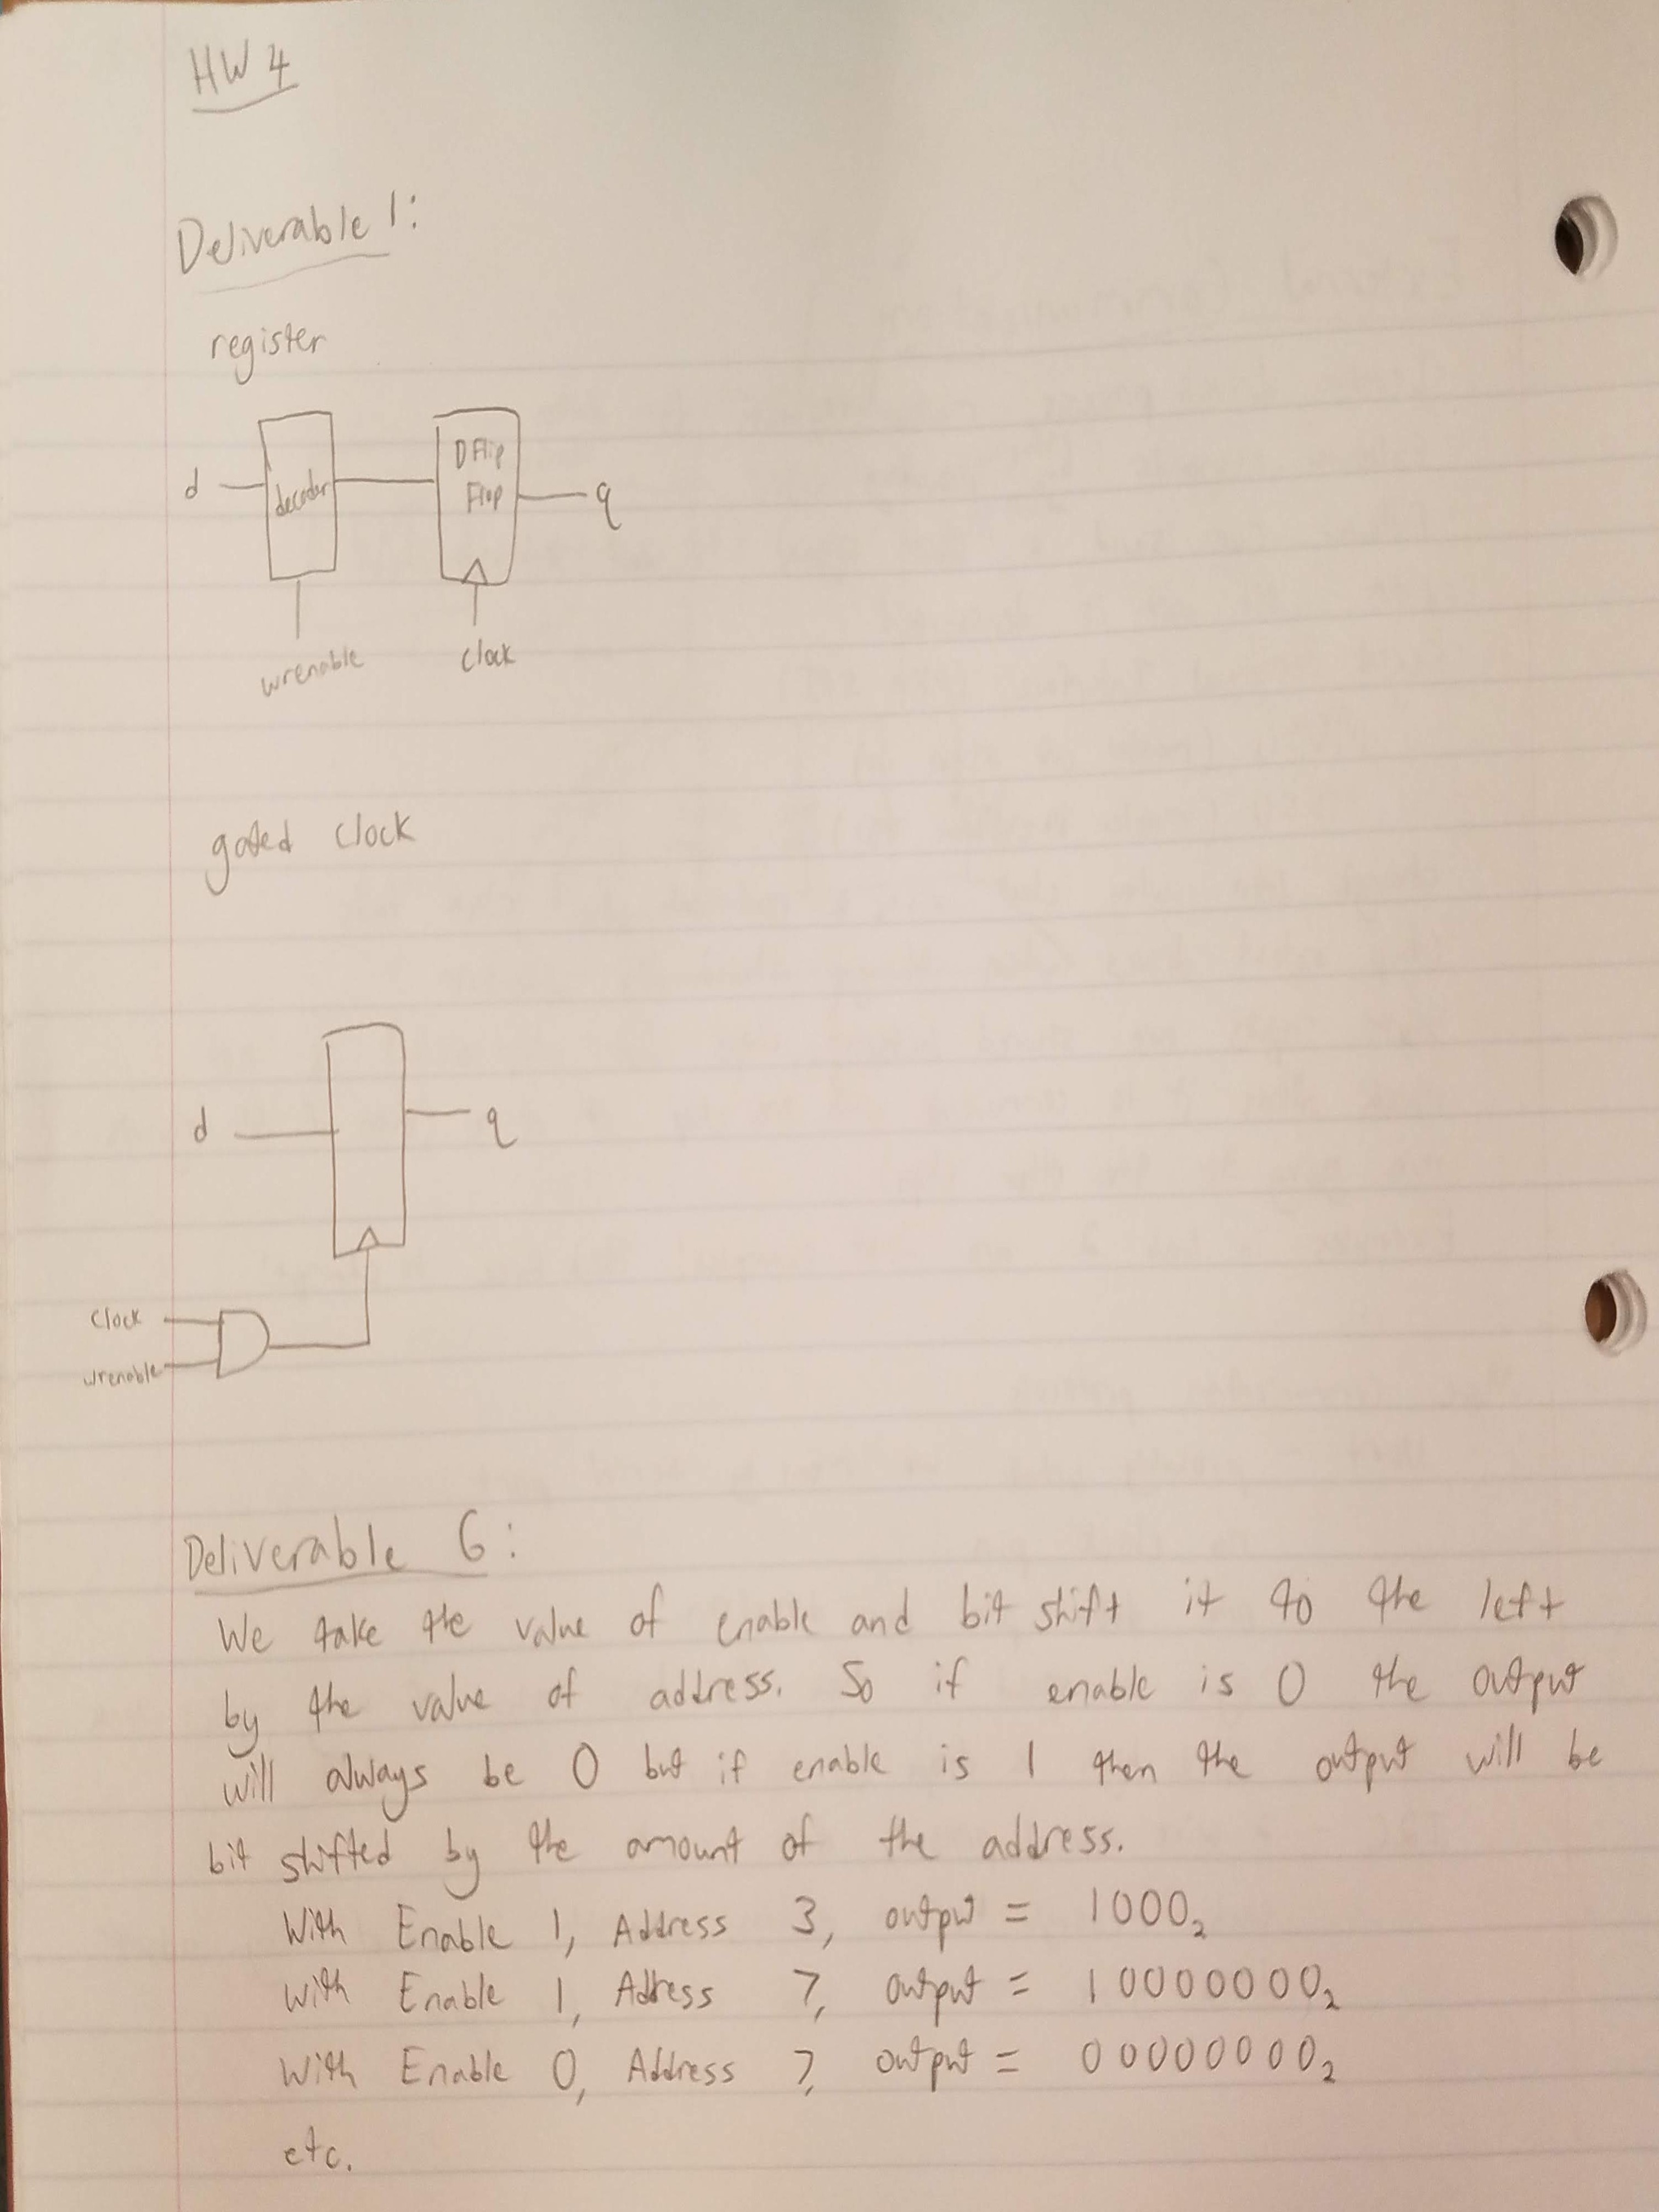 HW 4
Deliverable 1:
register
d
decoder
D Flip
Flop
q
wrenable
clock
gated clock
d
q
Clock
wrenable
Deliverable 6:
We take the value of enable and bit shift it to the left
by the value of address. So if enable is 0 the output
will always be 0 but if enable is 1 then the output will be
bit shifted by the amount of the address.
With Enable 1, Address 3, output = 1000₂
With Enable 1, Address 7, output = 10000000₂
With Enable 0, Address 7, output = 00000000₂
etc.